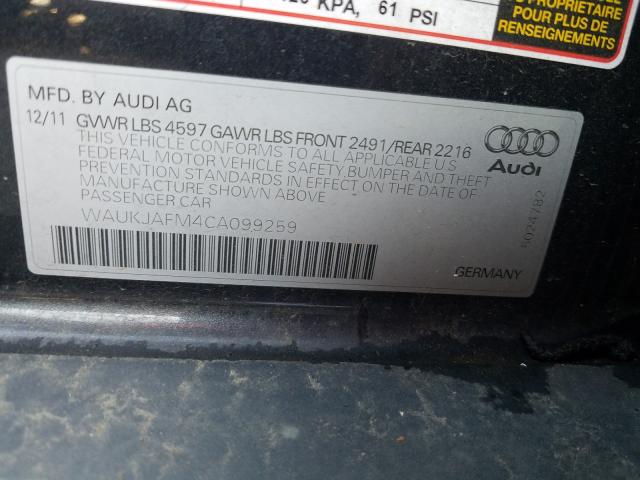 KPA, 61 PSI
PROPRIETAIRE
POUR PLUS DE
RENSEIGNEMENTS
MFD. BY AUDI AG
12/11 GVWR LBS 4597 GAWR LBS FRONT 2491/REAR 2216
THIS VEHICLE CONFORMS TO ALL APPLICABLE U.S.
FEDERAL MOTOR VEHICLE SAFETY,BUMPER AND THEFT
PREVENTION STANDARDS IN EFFECT ON THE DATE OF
MANUFACTURE SHOWN ABOVE
PASSENGER CAR
WAUKJAFM4CA099259
Audi
5024782
GERMANY